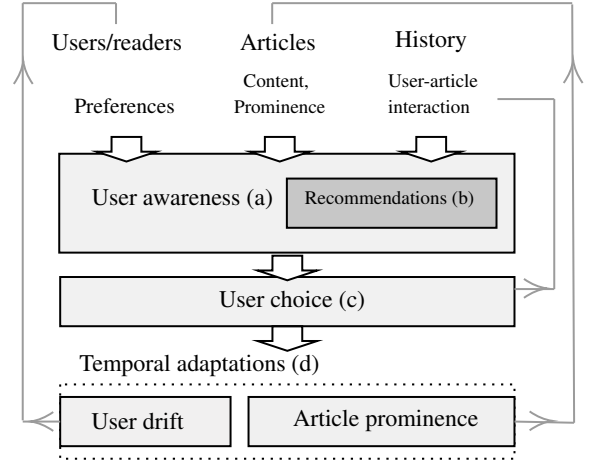 Users/readers
Articles
History
Preferences
Content,
Prominence
User-article
interaction
User awareness (a)
Recommendations (b)
User choice (c)
Temporal adaptations (d)
User drift
Article prominence